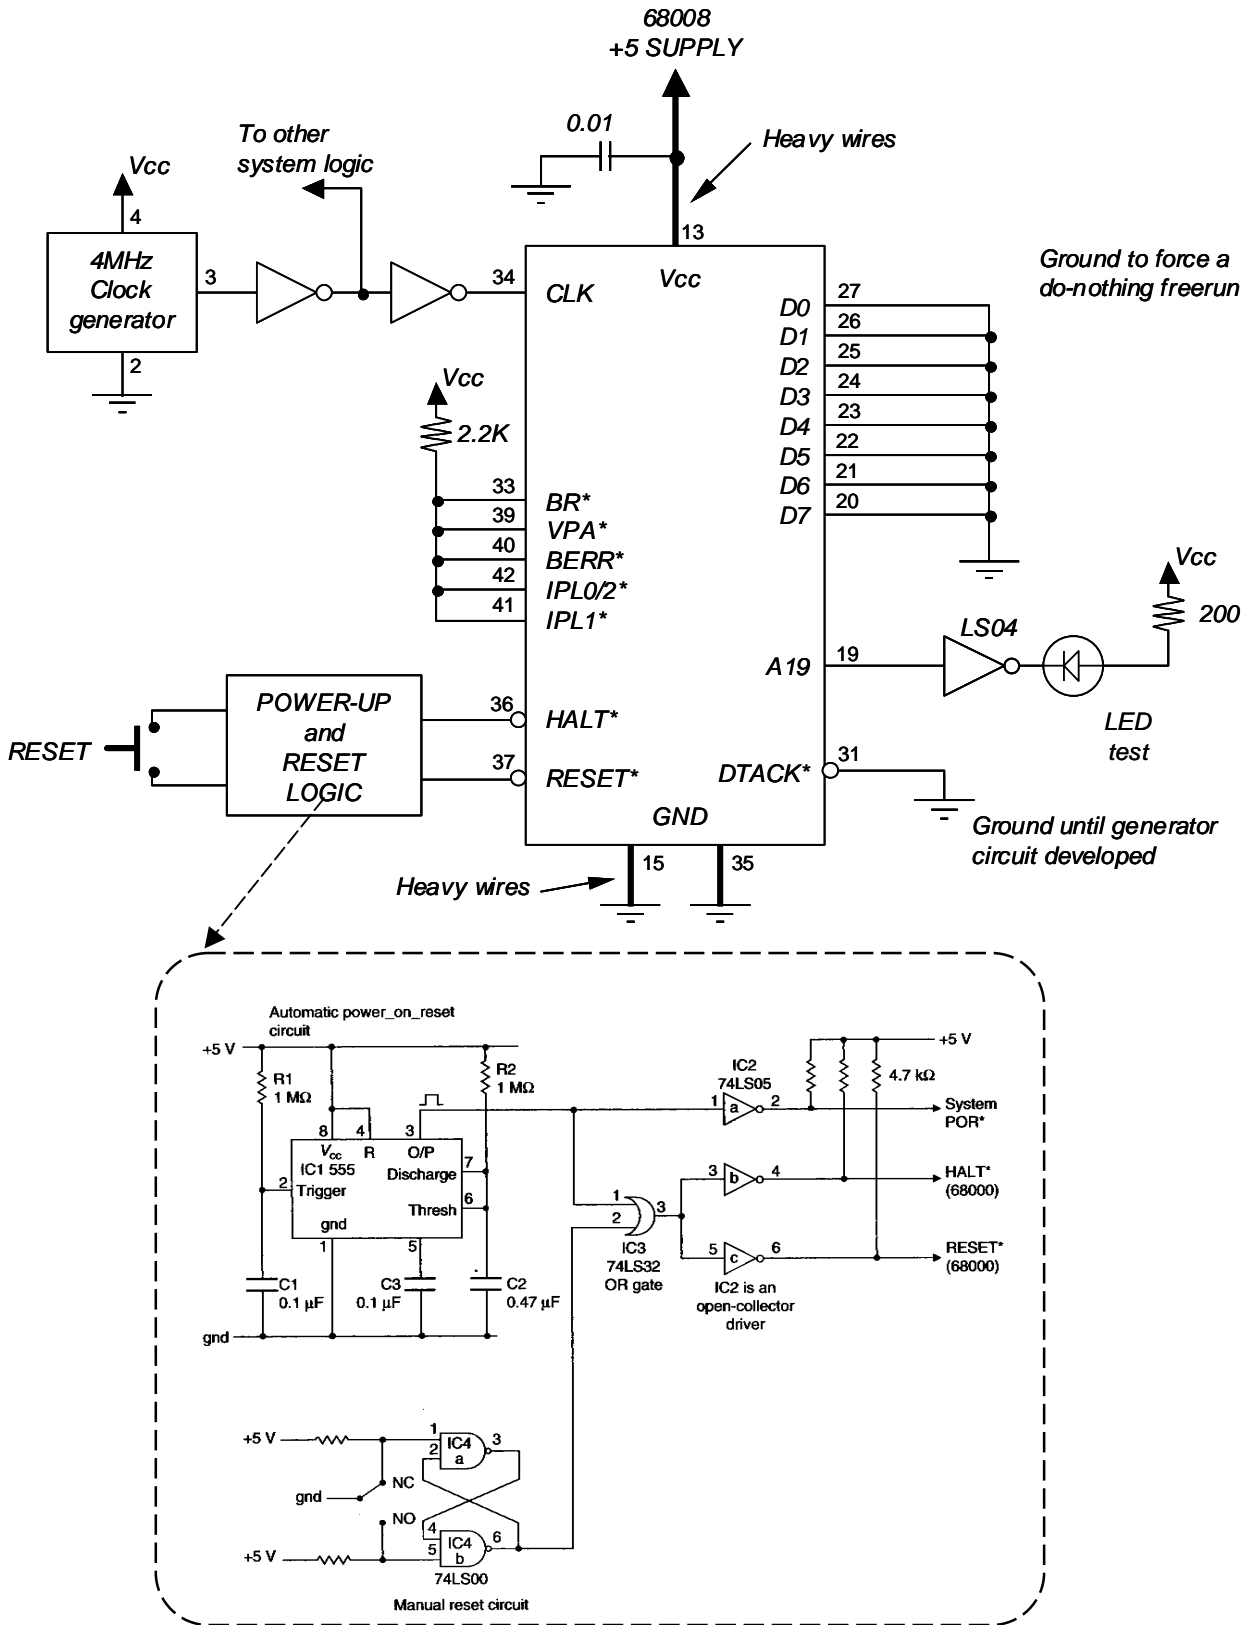 68008
+5 SUPPLY
0.01
Heavy wires
To other
system logic
Vcc
4
13
4MHz
Clock
generator
3
34
CLK
Vcc
2
Ground to force a
do-nothing freerun
D0
27
D1
26
D2
25
D3
24
D4
23
D5
22
D6
21
D7
20
Vcc
2.2K
33
BR*
39
VPA*
40
BERR*
42
IPL0/2*
41
IPL1*
Vcc
200
LS04
A19
19
LED
test
RESET
POWER-UP
and
RESET
LOGIC
36
HALT*
37
RESET*
DTACK*
31
GND
15
35
Heavy wires
Ground until generator
circuit developed
Automatic power_on_reset
circuit
+5 V
R1
1 MΩ
R2
1 MΩ
8
4
3
Vcc
R
O/P
IC1 555
7
Discharge
2
Trigger
6
Thresh
gnd
1
5
C1
0.1 µF
C3
0.1 µF
C2
0.47 µF
gnd
IC2
74LS05
1
a
2
+5 V
4.7 kΩ
System
POR*
3
b
4
HALT*
(68000)
1
2
3
IC3
74LS32
OR gate
5
c
6
RESET*
(68000)
IC2 is an
open-collector
driver
+5 V
1
2
IC4
a
3
NC
gnd
NO
4
5
IC4
b
6
+5 V
74LS00
Manual reset circuit